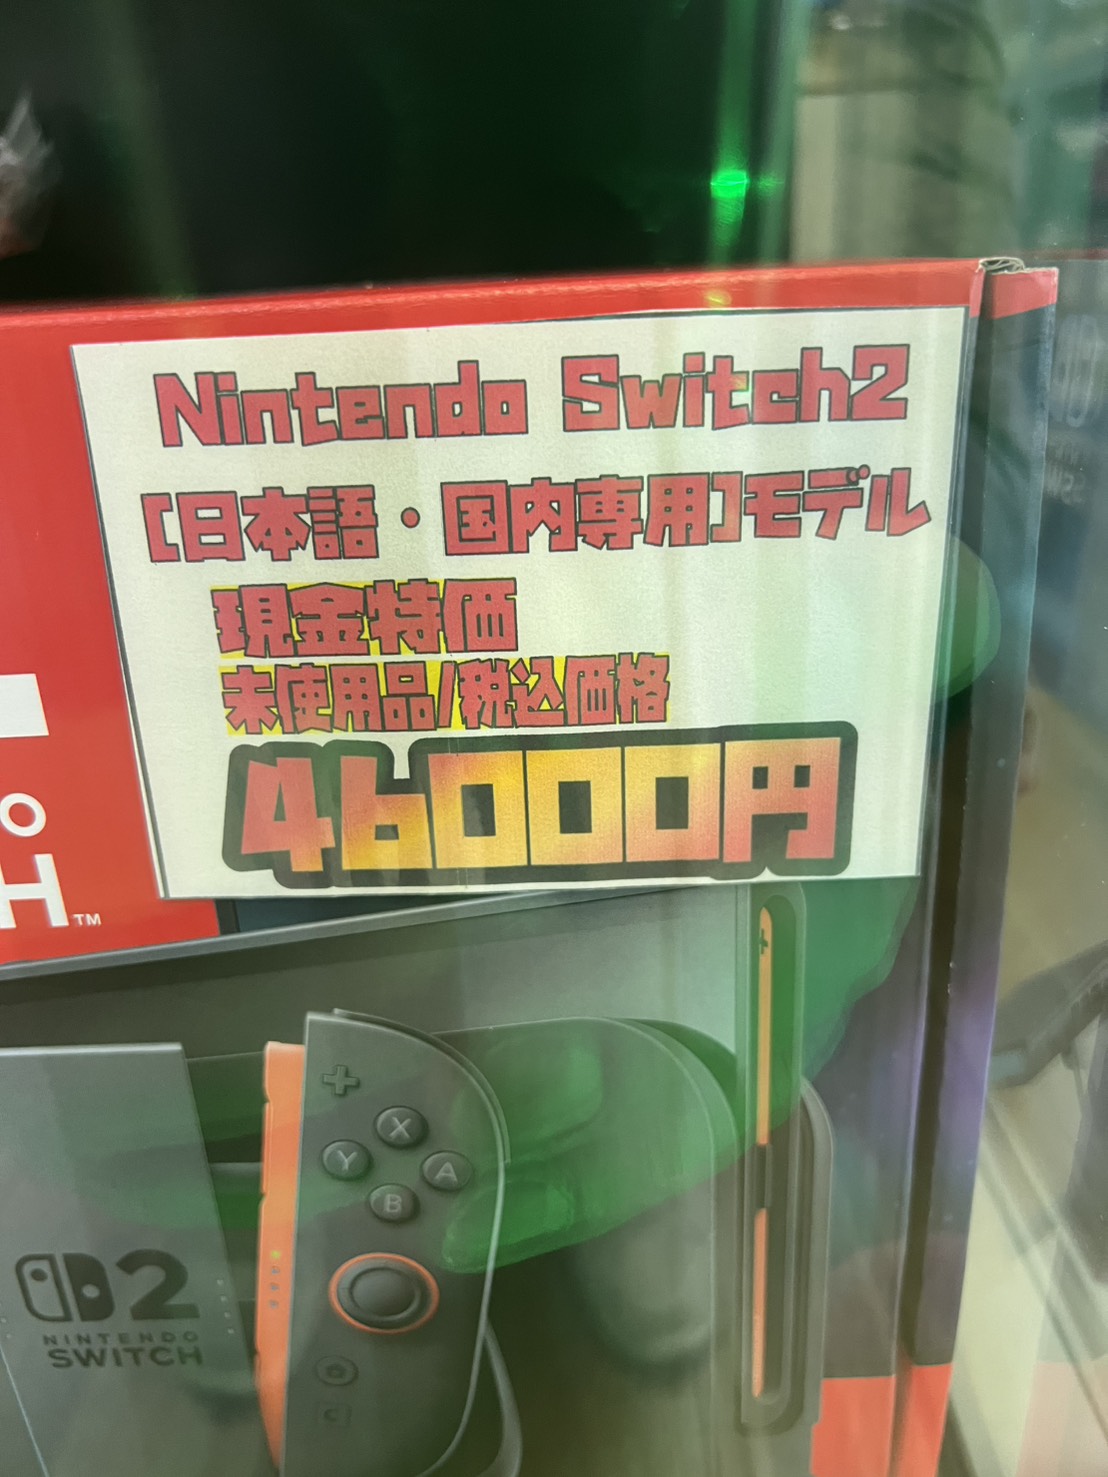 Nintendo Switch2
[日本語・国内専用]モデル
現金特価
未使用品/税込価格
46000円
O
H™
+
X
Y
A
B
2
NINTENDO
SWITCH
C